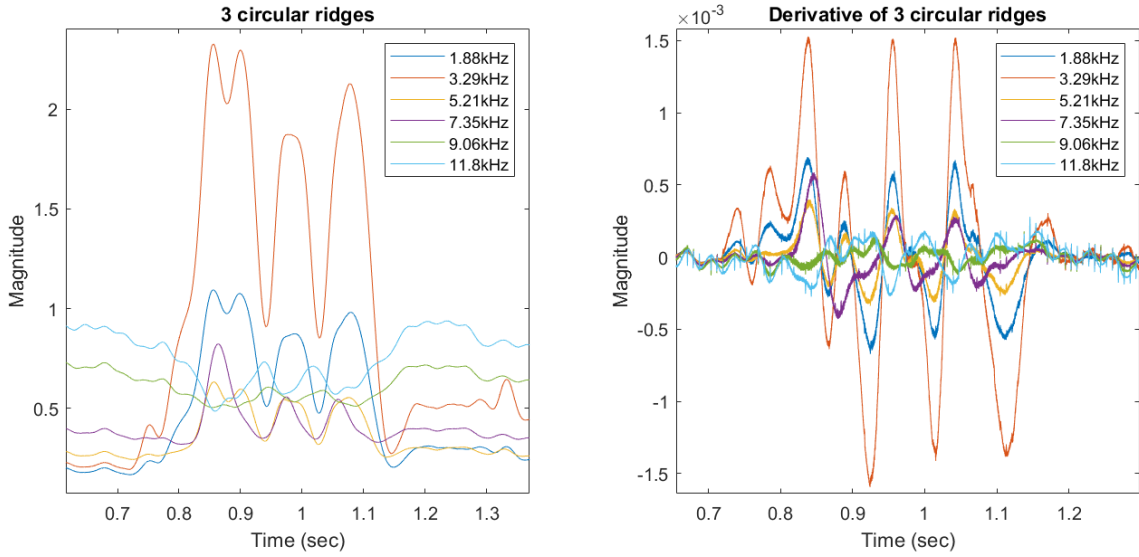 3 circular ridges
2
1.5
1
0.5
0.7 0.8 0.9 1 1.1 1.2 1.3
Magnitude
Time (sec)
1.88kHz
3.29kHz
5.21kHz
7.35kHz
9.06kHz
11.8kHz
×10⁻³
Derivative of 3 circular ridges
1.5
1
0.5
0
-0.5
-1
-1.5
0.7 0.8 0.9 1 1.1 1.2
Magnitude
Time (sec)
1.88kHz
3.29kHz
5.21kHz
7.35kHz
9.06kHz
11.8kHz